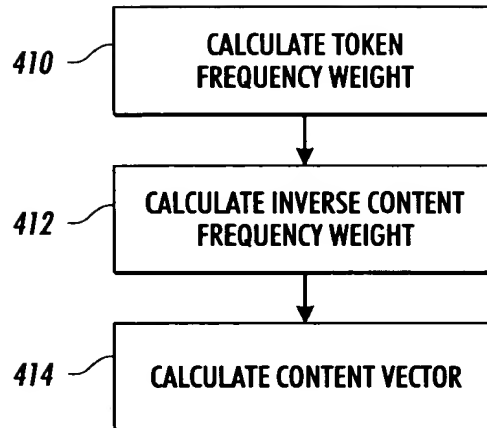 410
CALCULATE TOKEN
FREQUENCY WEIGHT
412
CALCULATE INVERSE CONTENT
FREQUENCY WEIGHT
414
CALCULATE CONTENT VECTOR